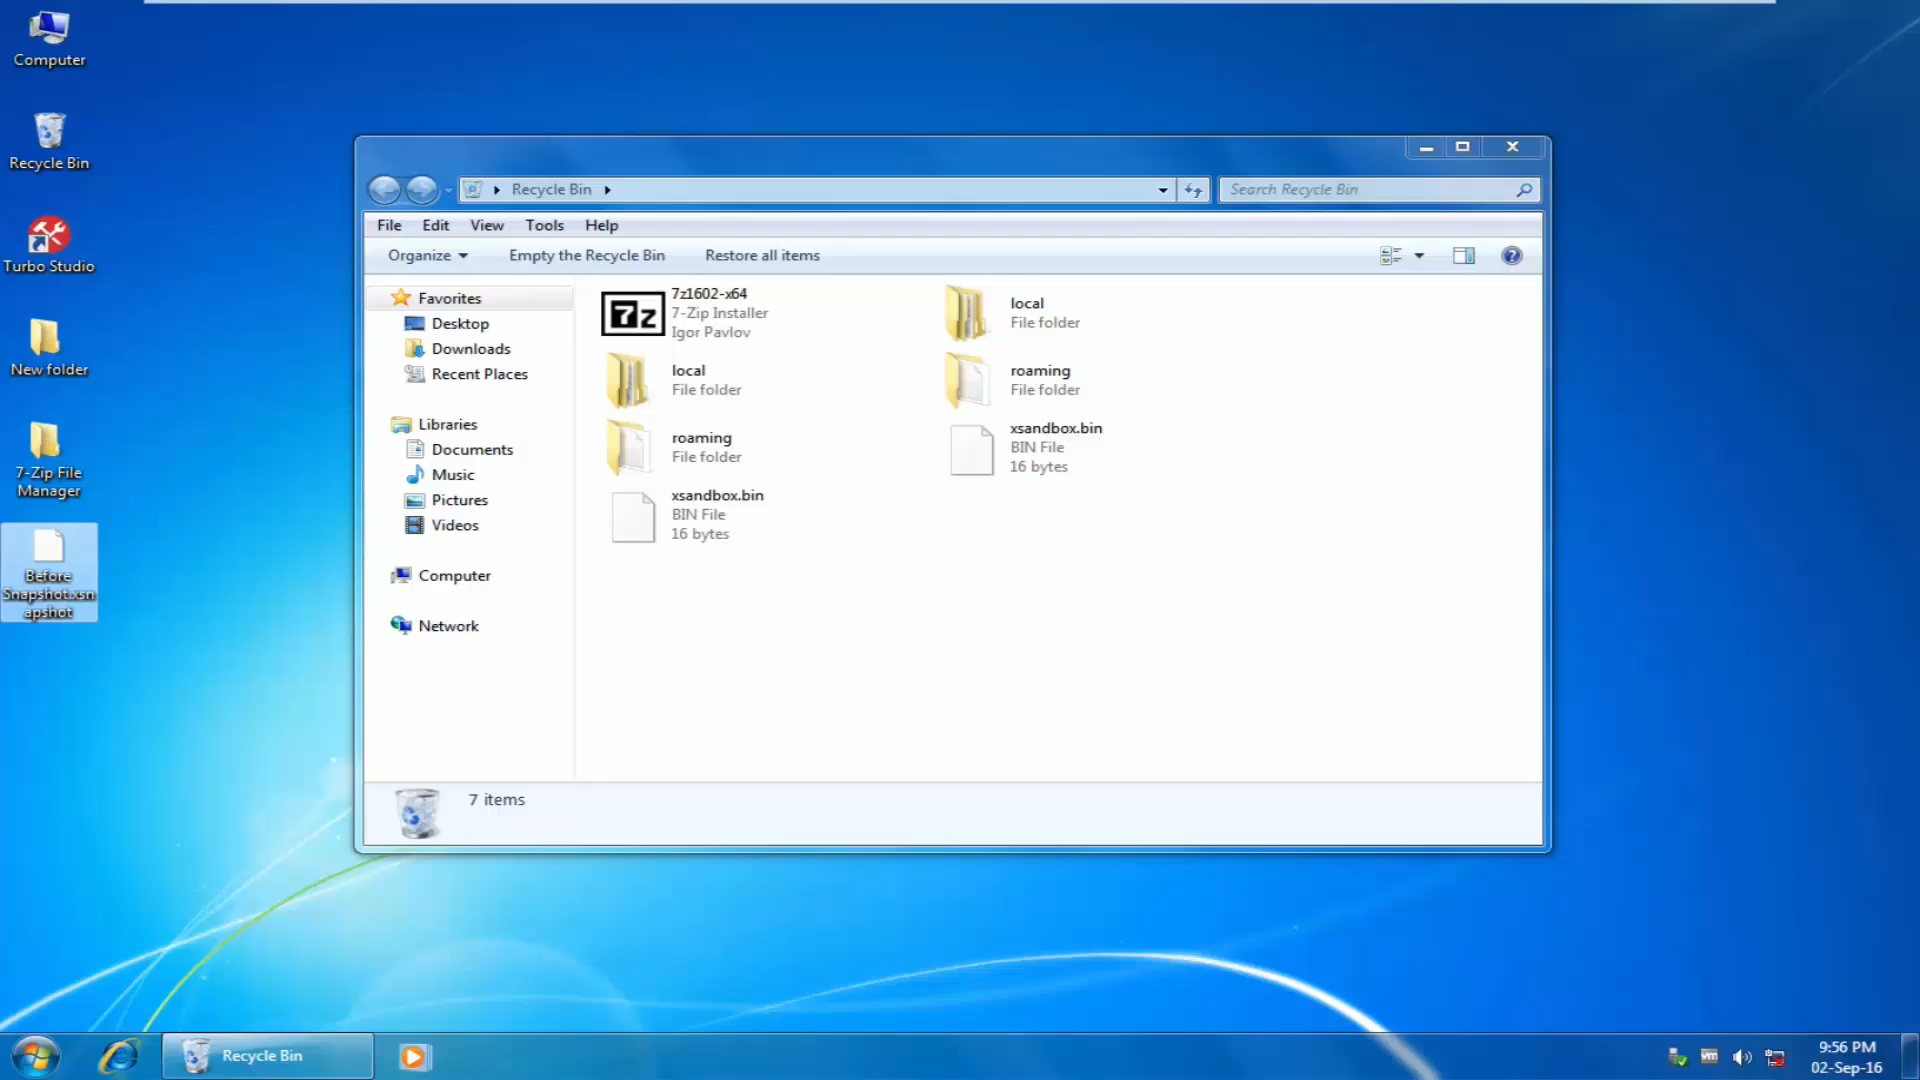 Computer
Recycle Bin
Turbo Studio
New folder
7-Zip File
Manager
Before
Snapshot.xsn
apshot
Recycle Bin
Search Recycle Bin
File Edit View Tools Help
Organize Empty the Recycle Bin Restore all items
Favorites
Desktop
Downloads
Recent Places
Libraries
Documents
Music
Pictures
Videos
Computer
Network
7z
7z1602-x64
7-Zip Installer
Igor Pavlov
local
File folder
local
File folder
roaming
File folder
roaming
File folder
xsandbox.bin
BIN File
16 bytes
xsandbox.bin
BIN File
16 bytes
7 items
Recycle Bin
vm
9:56 PM
02-Sep-16